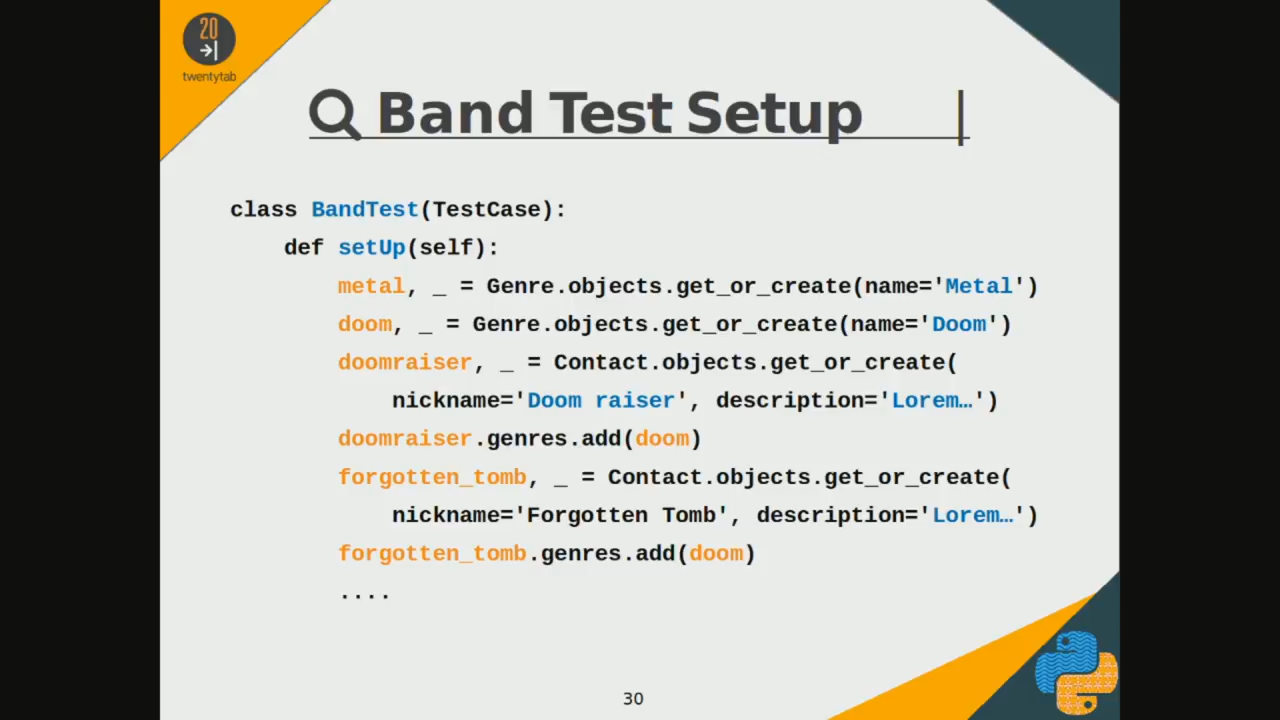 20
twentytab
Band Test Setup
class BandTest(TestCase):
def setUp(self):
metal, _ = Genre.objects.get_or_create(name='Metal')
doom, _ = Genre.objects.get_or_create(name='Doom')
doomraiser, _ = Contact.objects.get_or_create(
nickname='Doom raiser', description='Lorem…')
doomraiser.genres.add(doom)
forgotten_tomb, _ = Contact.objects.get_or_create(
nickname='Forgotten Tomb', description='Lorem…')
forgotten_tomb.genres.add(doom)
....
30